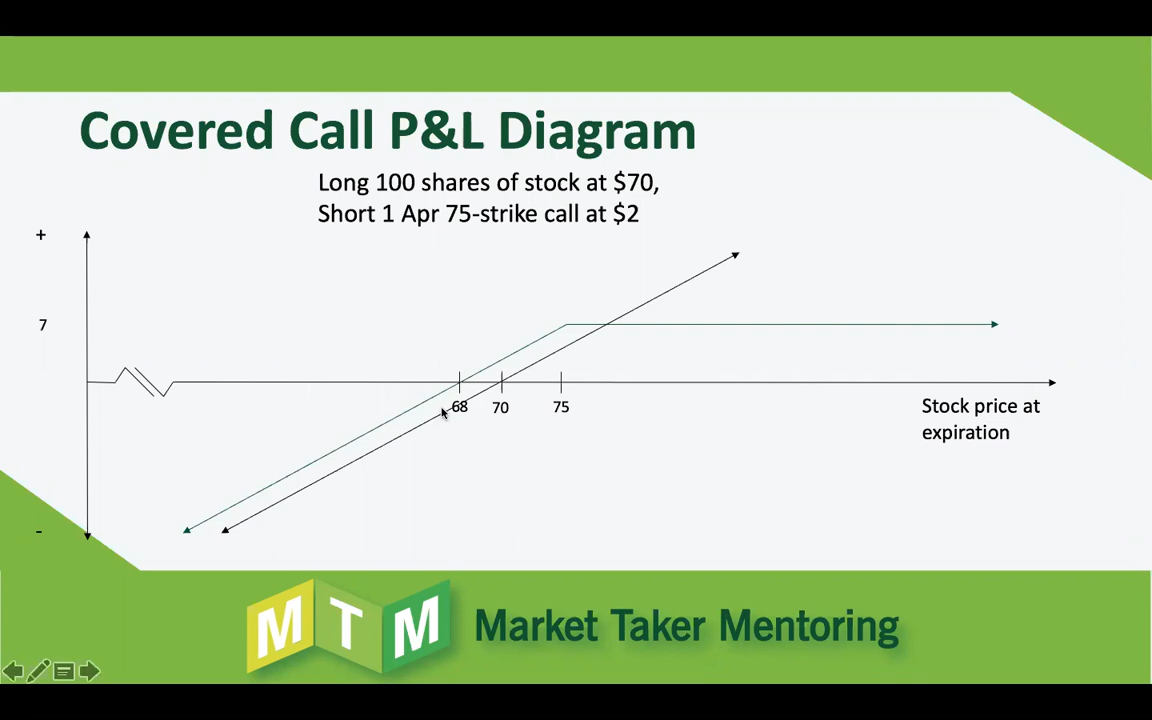 Covered Call P&L Diagram
Long 100 shares of stock at $70,
Short 1 Apr 75-strike call at $2
+
7
68
70
75
Stock price at
expiration
-
MTM
Market Taker Mentoring